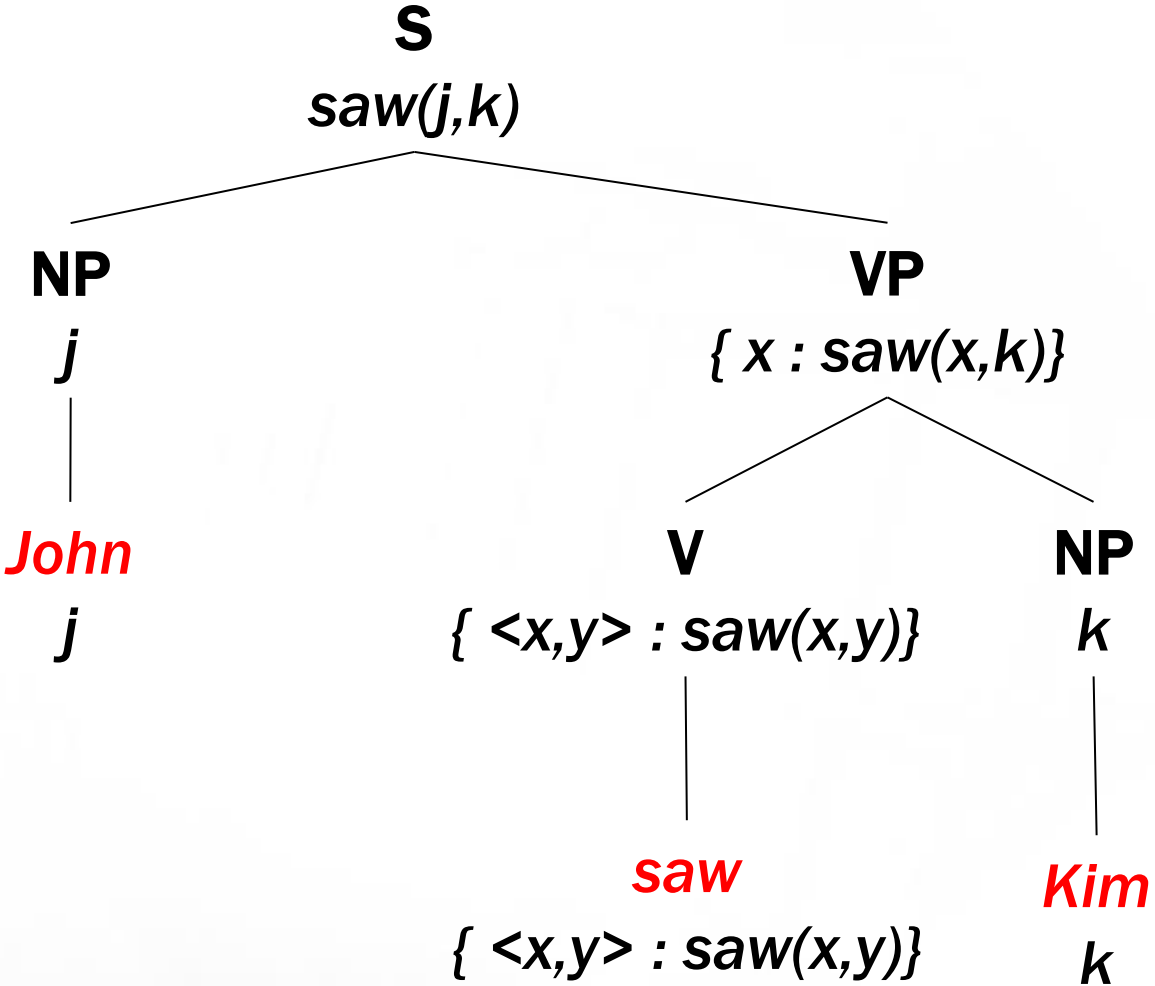 S
saw(j,k)
NP VP
j { x : saw(x,k)}
John V NP
j { <x,y> : saw(x,y)} k
saw Kim
{ <x,y> : saw(x,y)} k